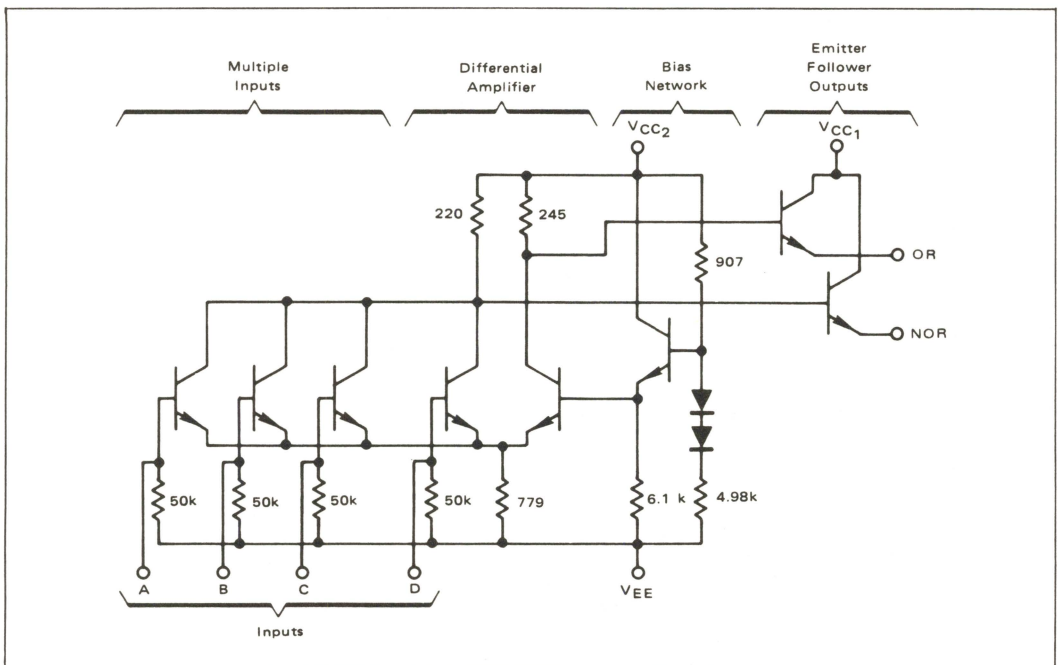 Multiple
Inputs
Differential
Amplifier
Bias
Network
Emitter
Follower
Outputs
VCC2
VCC1
220
245
907
OR
NOR
50k
50k
50k
50k
779
6.1 k
4.98k
A
B
C
D
VEE
Inputs